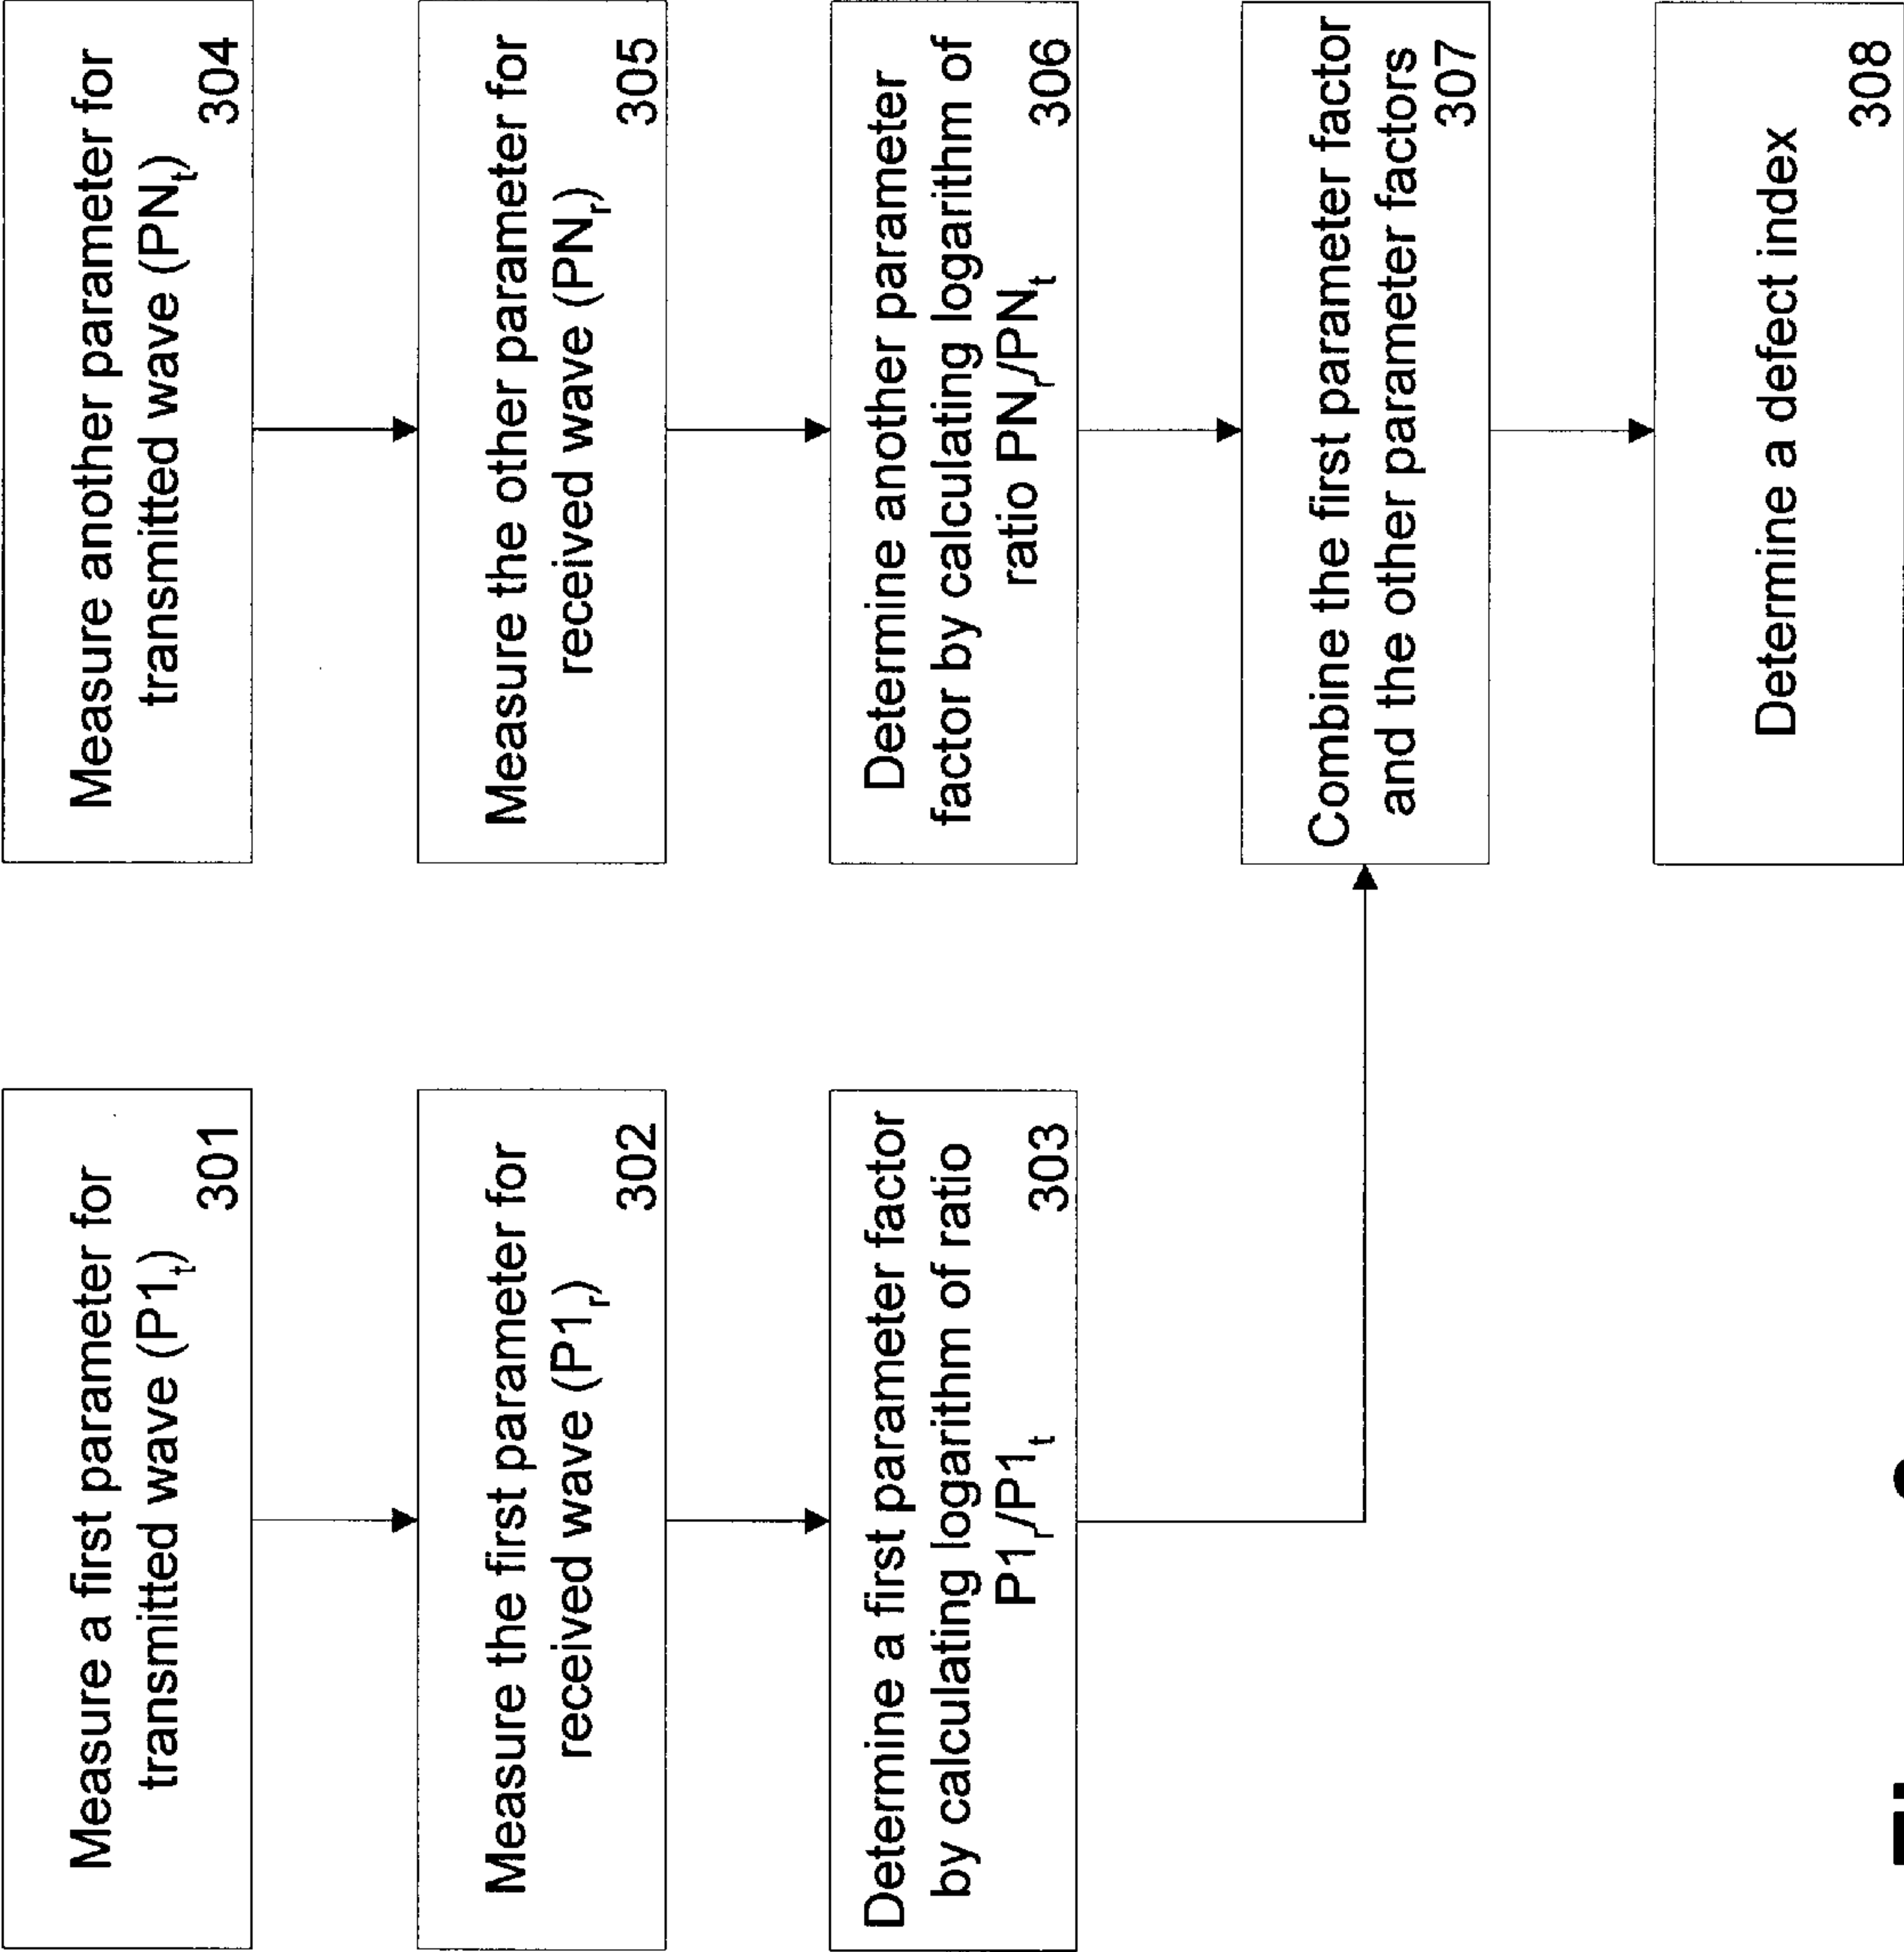 Measure a first parameter for
transmitted wave (P1t)
301
Measure the first parameter for
received wave (P1r)
302
Determine a first parameter factor
by calculating logarithm of ratio
P1r/P1t
303
Measure another parameter for
transmitted wave (PNt)
304
Measure the other parameter for
received wave (PNr)
305
Determine another parameter
factor by calculating logarithm of
ratio PNr/PNt
306
Combine the first parameter factor
and the other parameter factors
307
Determine a defect index
308